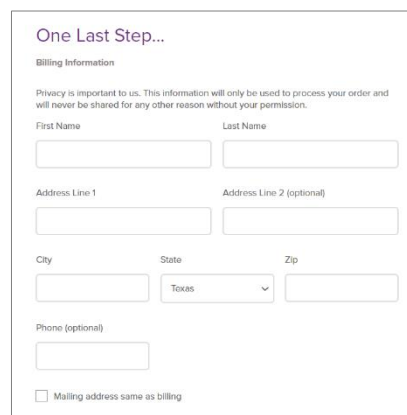 One Last Step...
Billing Information
Privacy is important to us. This information will only be used to process your order and
will never be shared for any other reason without your permission.
First Name
Last Name
Address Line 1
Address Line 2 (optional)
City
State
Zip
Texas
Phone (optional)
Mailing address same as billing